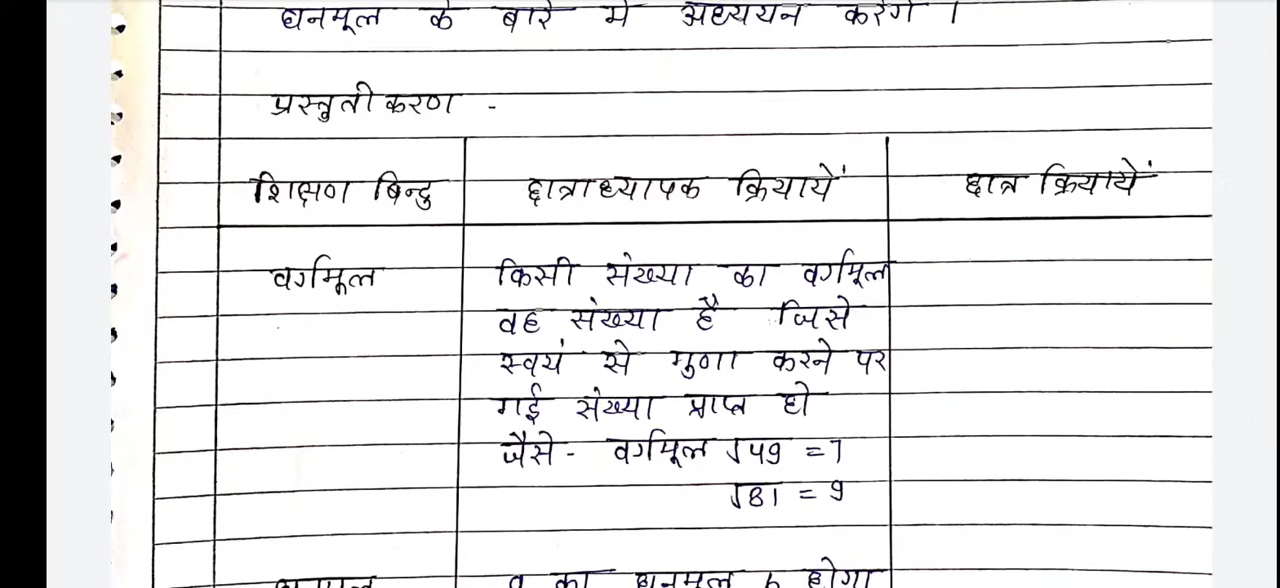 घनमूल के बारे में अध्ययन करेंगे ।
प्रस्तुतीकरण -
शिक्षण बिन्दु छात्राध्यापक क्रियायें छात्र क्रियायें
वर्गमूल किसी संख्या का वर्गमूल
वह संख्या है जिसे
स्वयं से गुणा करने पर
गई संख्या प्राप्त हो
जैसे - वर्गमूल √49 = 7
√81 = 9
का घनमूल b होगा